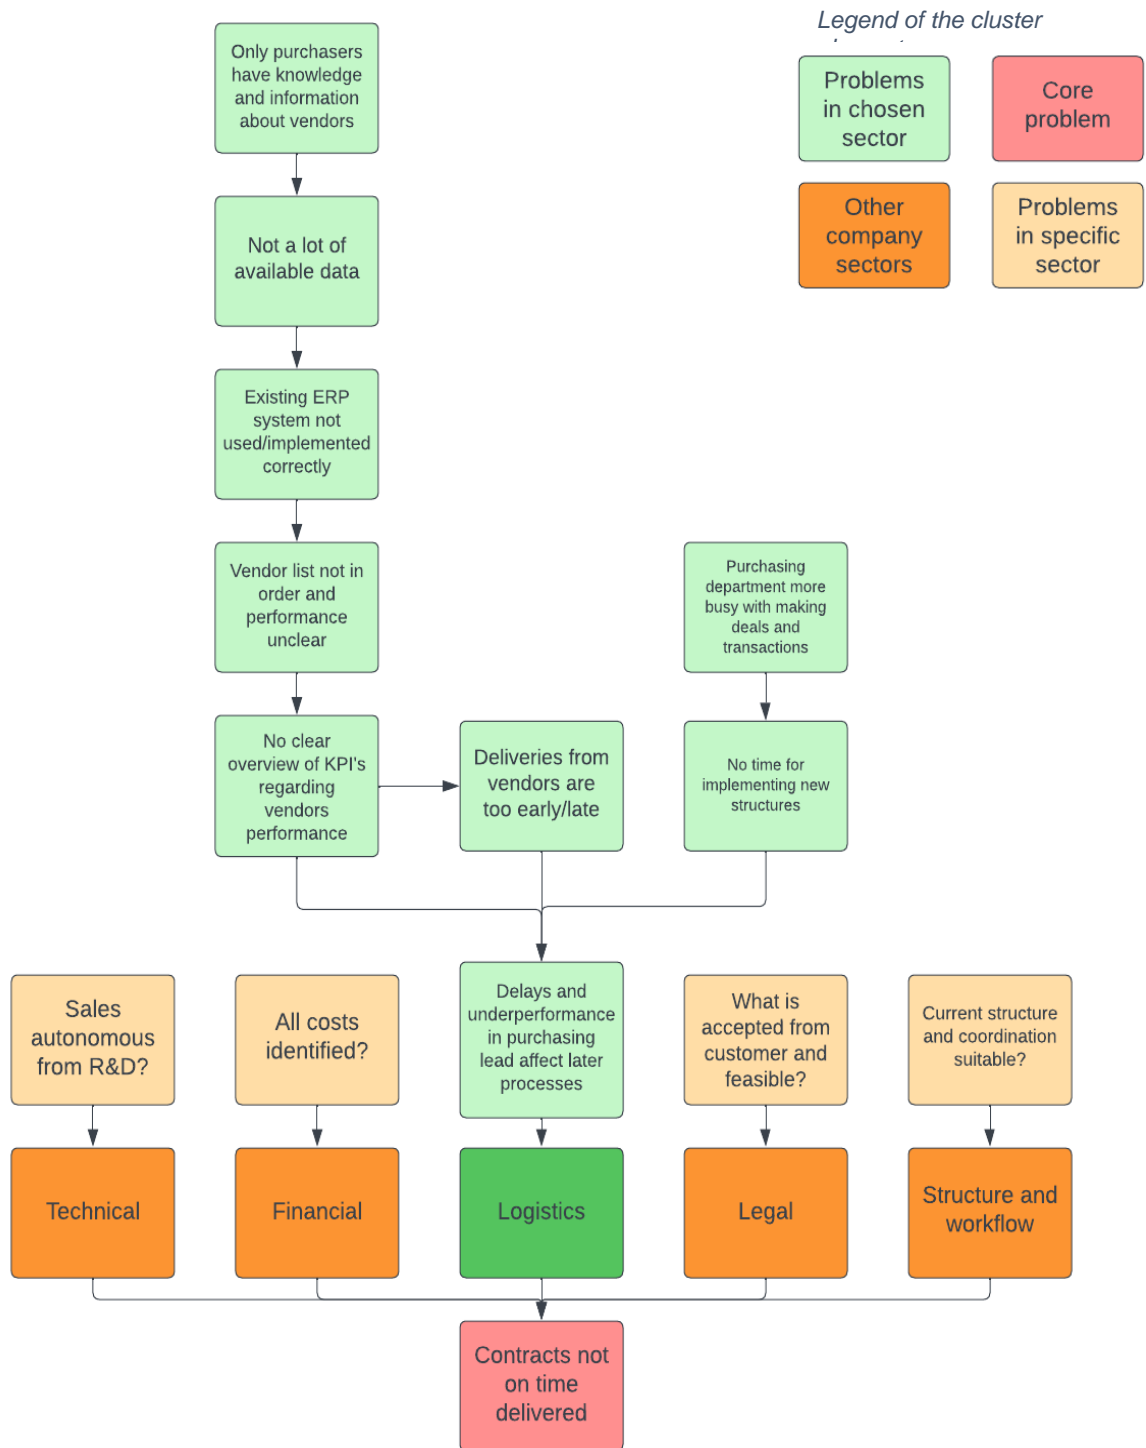 Legend of the cluster
Problems
in chosen
sector
Core
problem
Other
company
sectors
Problems
in specific
sector
Only purchasers
have knowledge
and information
about vendors
Not a lot of
available data
Existing ERP
system not
used/implemented
correctly
Vendor list not in
order and
performance
unclear
Purchasing
department more
busy with making
deals and
transactions
No clear
overview of KPI's
regarding
vendors
performance
Deliveries from
vendors are
too early/late
No time for
implementing new
structures
Sales
autonomous
from R&D?
All costs
identified?
Delays and
underperformance
in purchasing
lead affect later
processes
What is
accepted from
customer and
feasible?
Current structure
and coordination
suitable?
Technical
Financial
Logistics
Legal
Structure and
workflow
Contracts not
on time
delivered